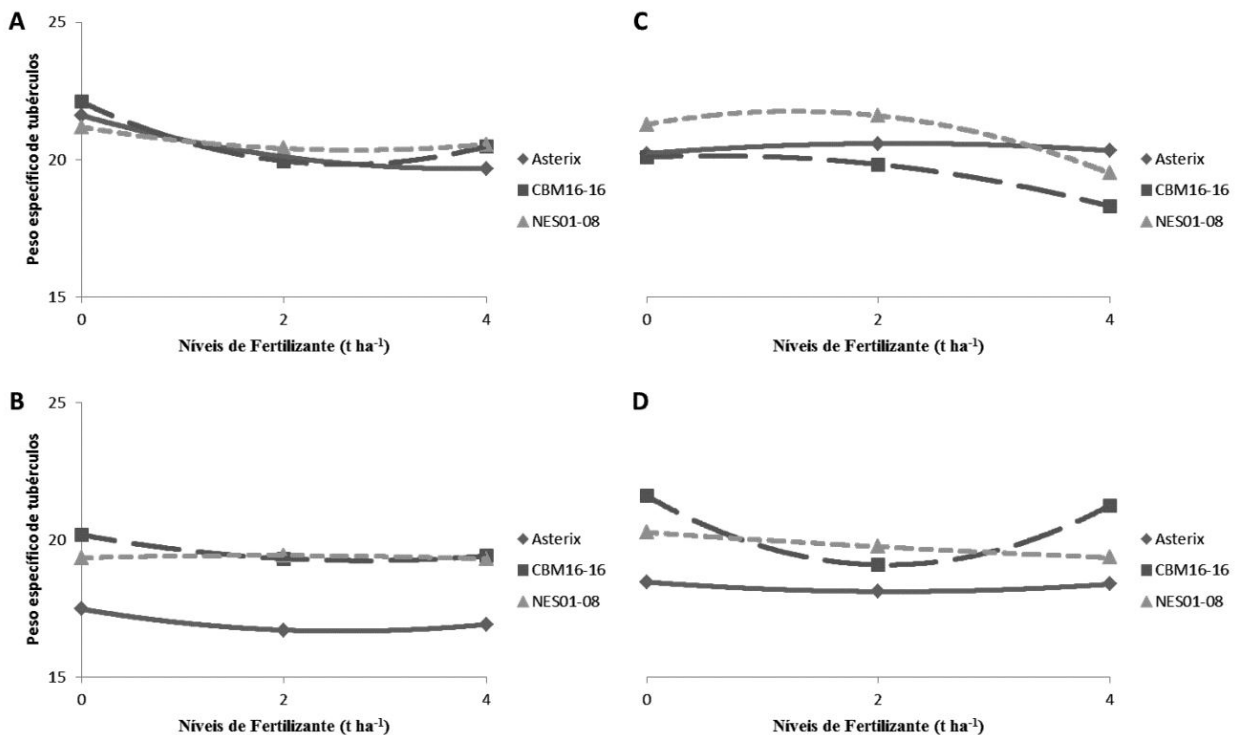 A
25
20
15
Peso específico de tubérculos
0 2 4
Níveis de Fertilizante (t ha⁻¹)
Asterix
CBM16-16
NES01-08
C
0 2 4
Níveis de Fertilizante (t ha⁻¹)
Asterix
CBM16-16
NES01-08
B
25
20
15
Peso específico de tubérculos
0 2 4
Níveis de Fertilizante (t ha⁻¹)
Asterix
CBM16-16
NES01-08
D
0 2 4
Níveis de Fertilizante (t ha⁻¹)
Asterix
CBM16-16
NES01-08